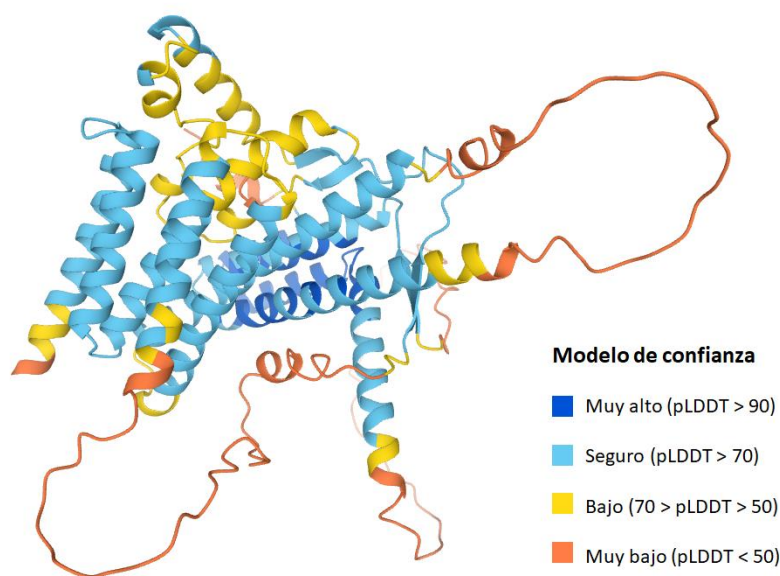 Modelo de confianza
Muy alto (pLDDT > 90)
Seguro (pLDDT > 70)
Bajo (70 > pLDDT > 50)
Muy bajo (pLDDT < 50)